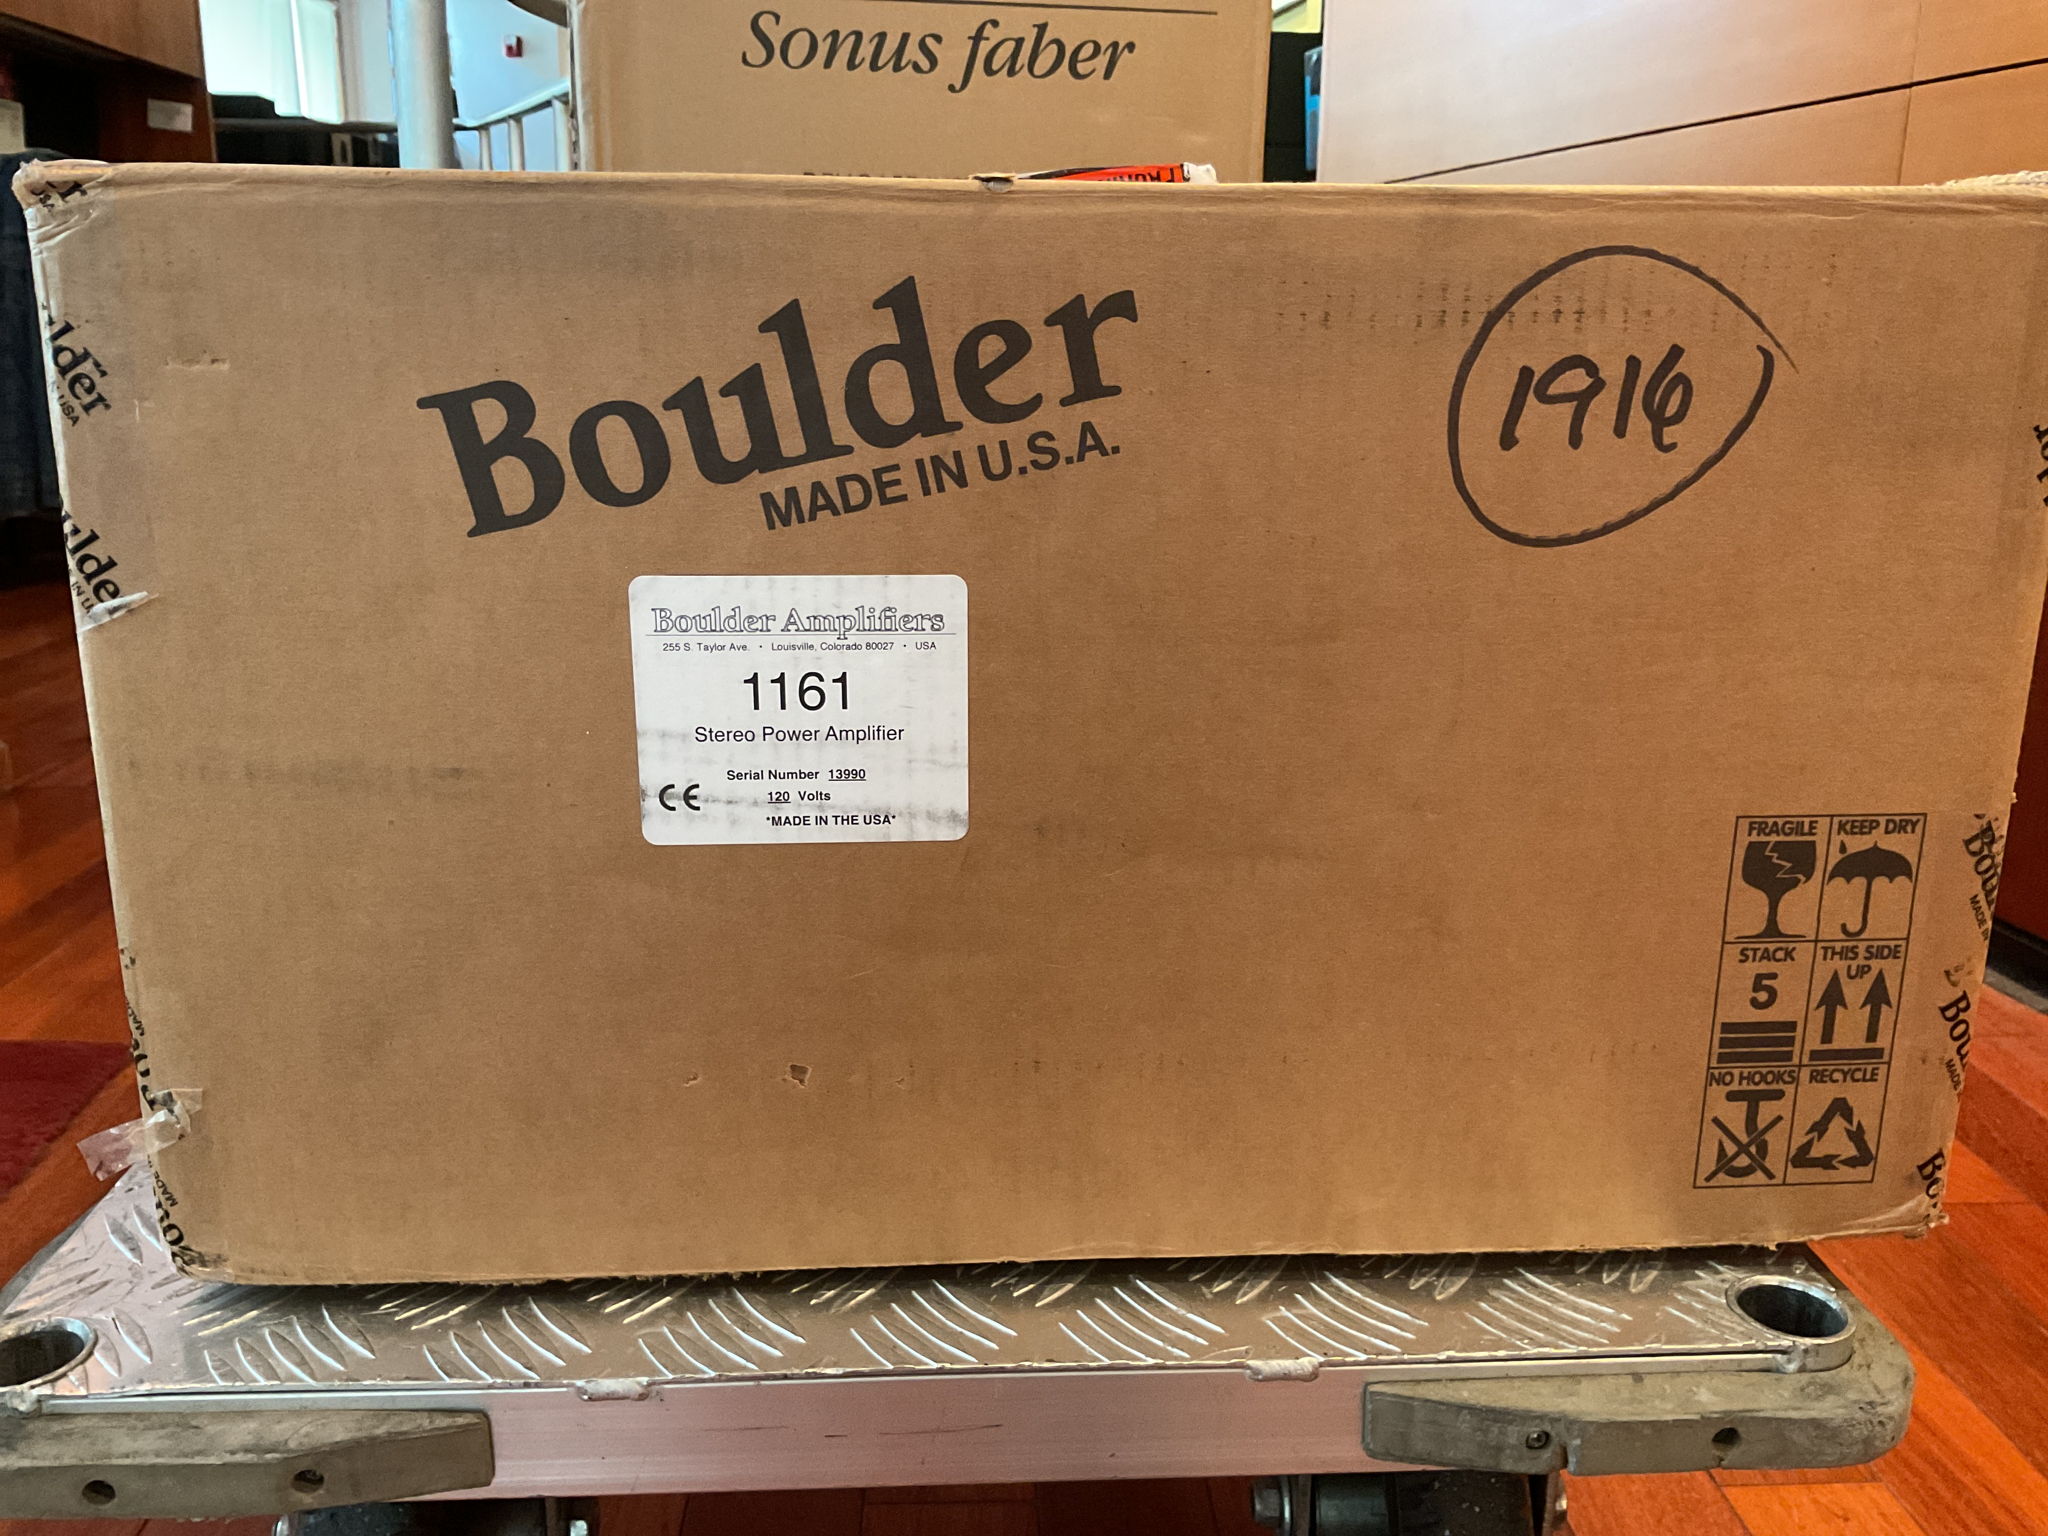 Sonus faber
Boulder
MADE IN U.S.A.
1916
Boulder Amplifiers
255 S. Taylor Ave. • Louisville, Colorado 80027 • USA
1161
Stereo Power Amplifier
Serial Number 13990
CE
120 Volts
*MADE IN THE USA*
FRAGILE
KEEP DRY
STACK
5
THIS SIDE
UP
NO HOOKS
RECYCLE